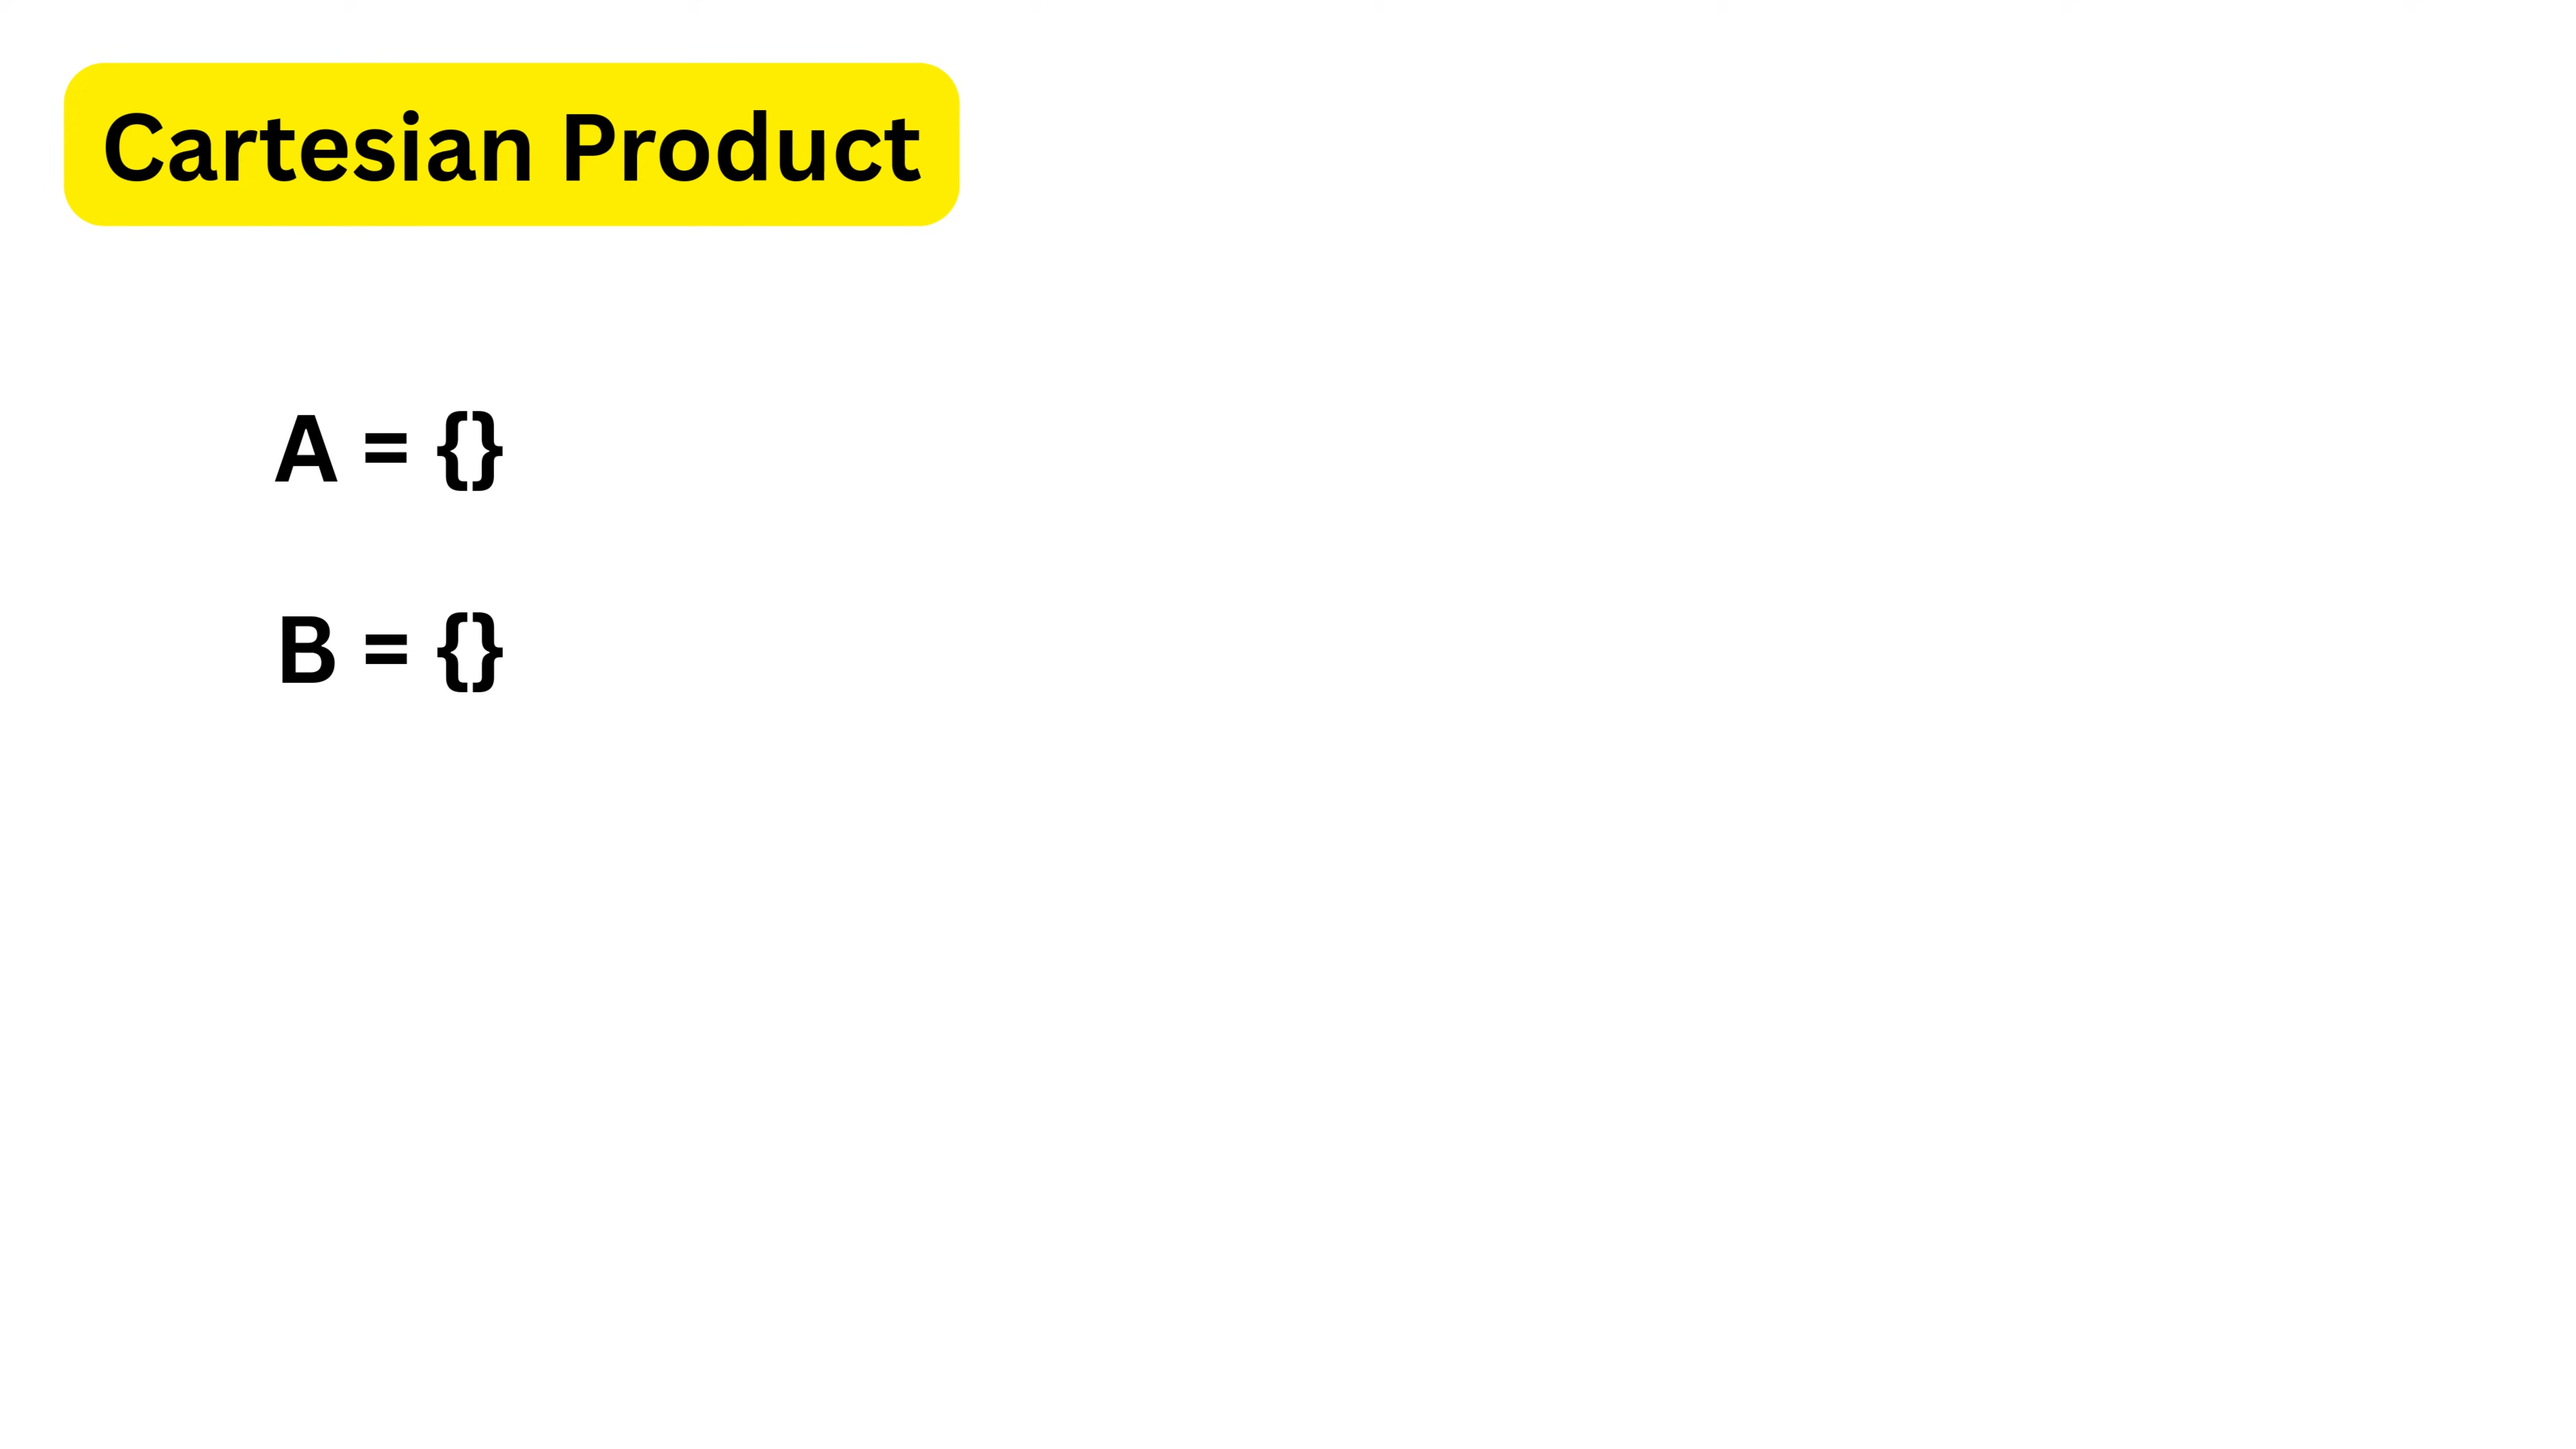 Cartesian Product
A = {}
B = {}